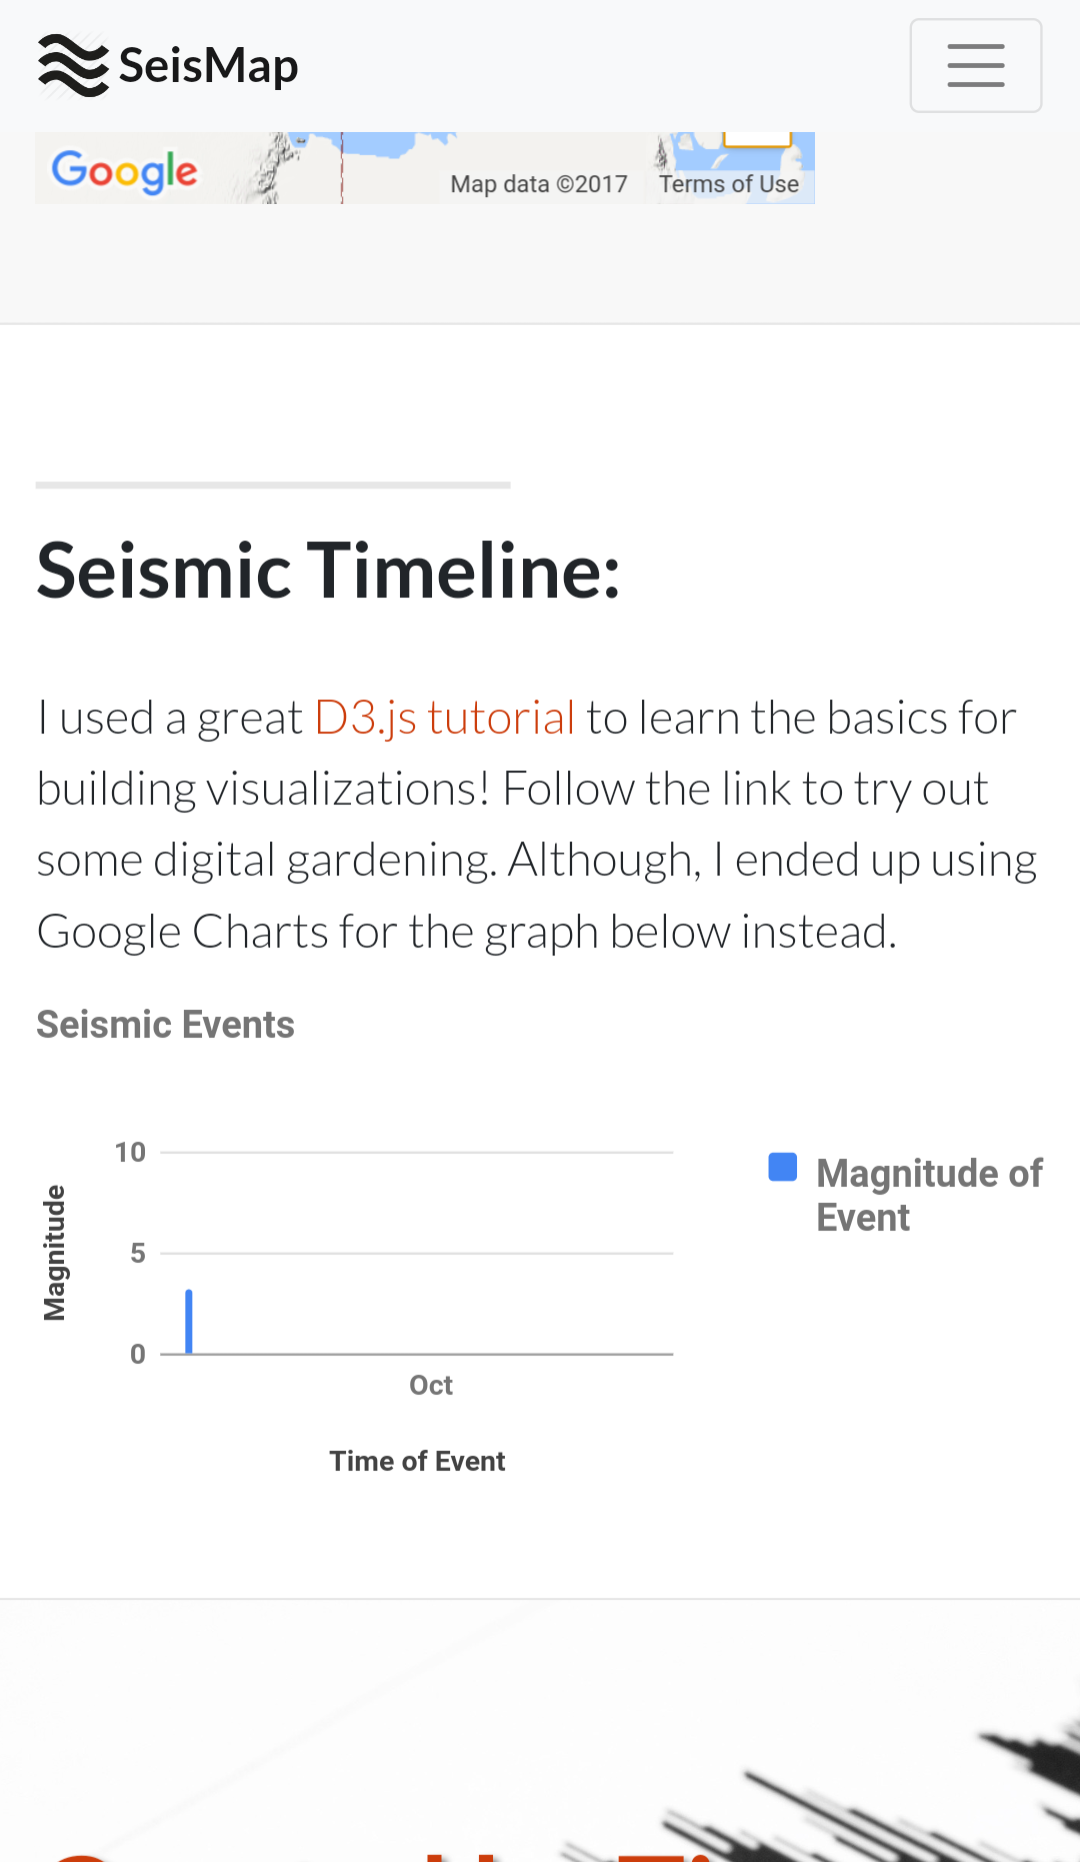 SeisMap
Google
Map data ©2017
Terms of Use
Seismic Timeline:
I used a great D3.js tutorial to learn the basics for
building visualizations! Follow the link to try out
some digital gardening. Although, I ended up using
Google Charts for the graph below instead.
Seismic Events
10
5
0
Magnitude
Oct
Time of Event
Magnitude of
Event